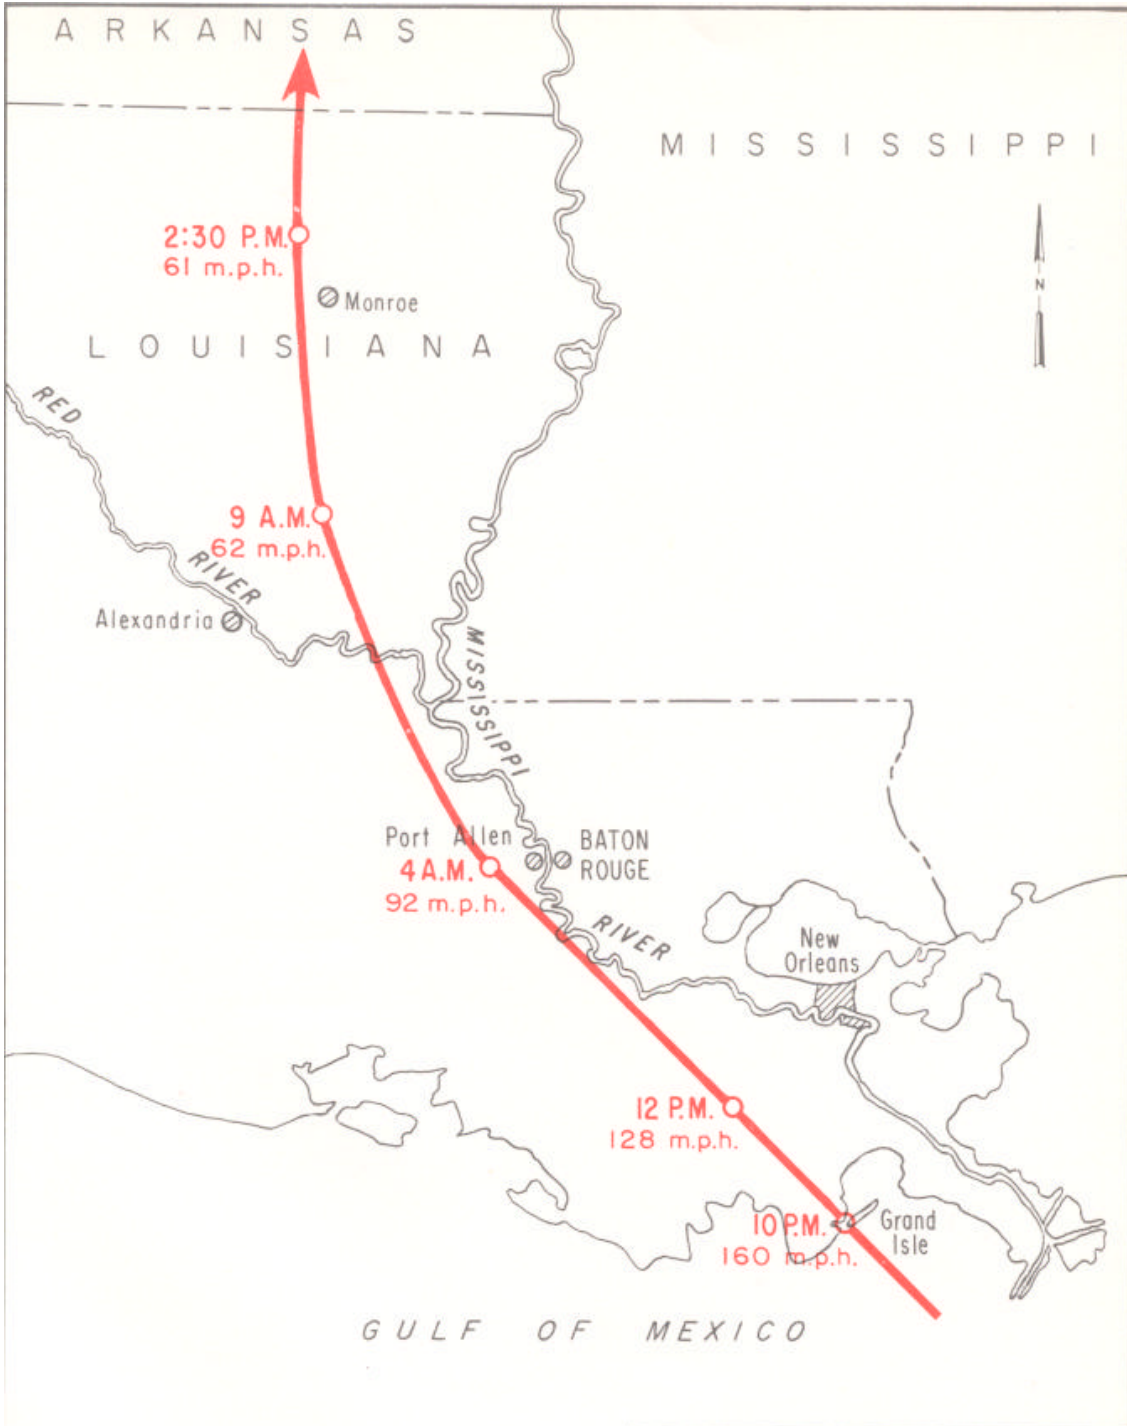 ARKANSAS
MISSISSIPPI
2:30 P.M.
61 m.p.h.
N
Monroe
LOUISIANA
RED
RIVER
9 A.M.
62 m.p.h.
Alexandria
MISSISSIPPI
RIVER
Port Allen
BATON
ROUGE
4 A.M.
92 m.p.h.
New
Orleans
12 P.M.
128 m.p.h.
10 P.M.
160 m.p.h.
Grand
Isle
GULF OF MEXICO